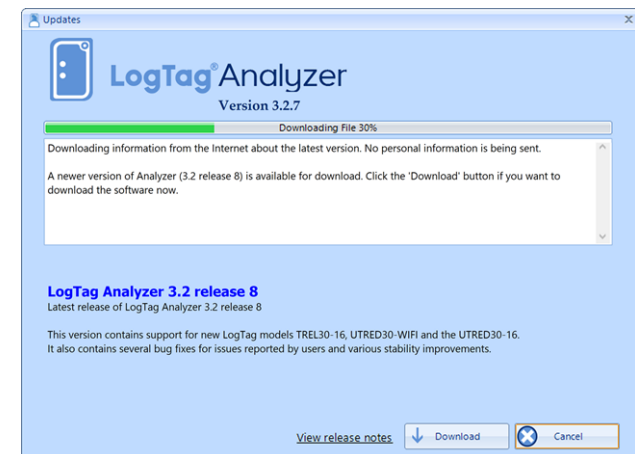 Updates
LogTag® Analyzer
Version 3.2.7
Downloading File 30%
Downloading information from the Internet about the latest version. No personal information is being sent.
A newer version of Analyzer (3.2 release 8) is available for download. Click the 'Download' button if you want to
download the software now.
LogTag Analyzer 3.2 release 8
Latest release of LogTag Analyzer 3.2 release 8
This version contains support for new LogTag models TREL30-16, UTRED30-WIFI and the UTRED30-16.
It also contains several bug fixes for issues reported by users and various stability improvements.
View release notes
Download
Cancel